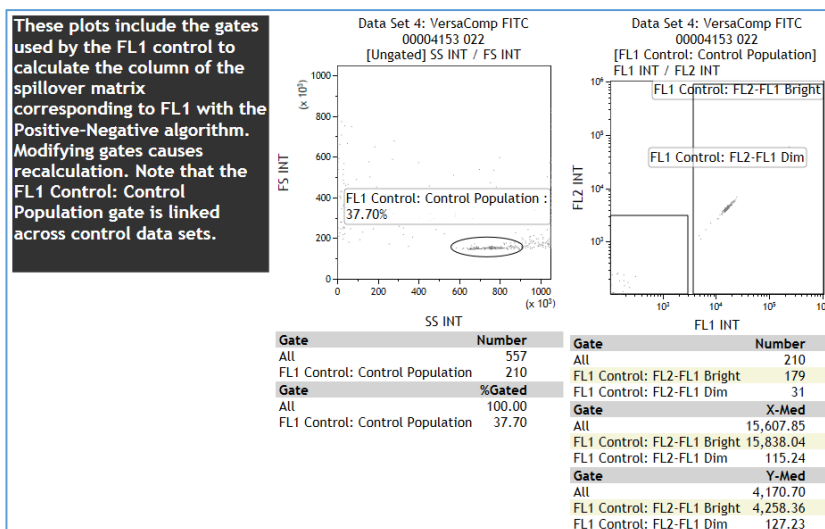 These plots include the gates
used by the FL1 control to
calculate the column of the
spillover matrix
corresponding to FL1 with the
Positive-Negative algorithm.
Modifying gates causes
recalculation. Note that the
FL1 Control: Control
Population gate is linked
across control data sets.
Data Set 4: VersaComp FITC
00004153 022
[Ungated] SS INT / FS INT
(x 10³)
1000
800
600
400
200
0
FS INT
FL1 Control: Control Population :
37.70%
0 200 400 600 800 1000
(x 10³)
SS INT
Gate Number
All 557
FL1 Control: Control Population 210
Gate %Gated
All 100.00
FL1 Control: Control Population 37.70
Data Set 4: VersaComp FITC
00004153 022
[FL1 Control: Control Population]
FL1 INT / FL2 INT
10⁶
10⁵
10⁴
10³
FL2 INT
FL1 Control: FL2-FL1 Bright
FL1 Control: FL2-FL1 Dim
10³ 10⁴ 10⁵
FL1 INT
Gate Number
All 210
FL1 Control: FL2-FL1 Bright 179
FL1 Control: FL2-FL1 Dim 31
Gate X-Med
All 15,607.85
FL1 Control: FL2-FL1 Bright 15,838.04
FL1 Control: FL2-FL1 Dim 115.24
Gate Y-Med
All 4,170.70
FL1 Control: FL2-FL1 Bright 4,258.36
FL1 Control: FL2-FL1 Dim 127.23